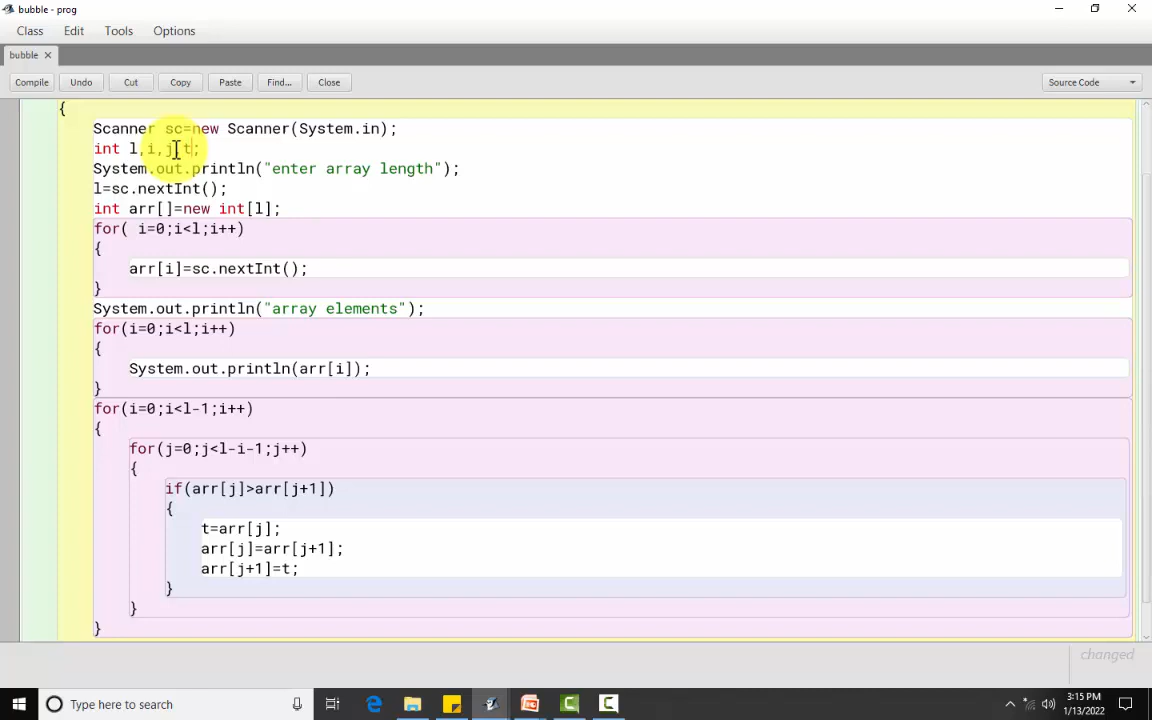 bubble - prog
Class Edit Tools Options
bubble ×
Compile Undo Cut Copy Paste Find... Close Source Code
{
Scanner sc=new Scanner(System.in);
int l,i,j,t;
System.out.println("enter array length");
l=sc.nextInt();
int arr[]=new int[l];
for( i=0;i<l;i++)
{
arr[i]=sc.nextInt();
}
System.out.println("array elements");
for(i=0;i<l;i++)
{
System.out.println(arr[i]);
}
for(i=0;i<l-1;i++)
{
for(j=0;j<l-i-1;j++)
{
if(arr[j]>arr[j+1])
{
t=arr[j];
arr[j]=arr[j+1];
arr[j+1]=t;
}
}
}
changed
Type here to search
3:15 PM
1/13/2022